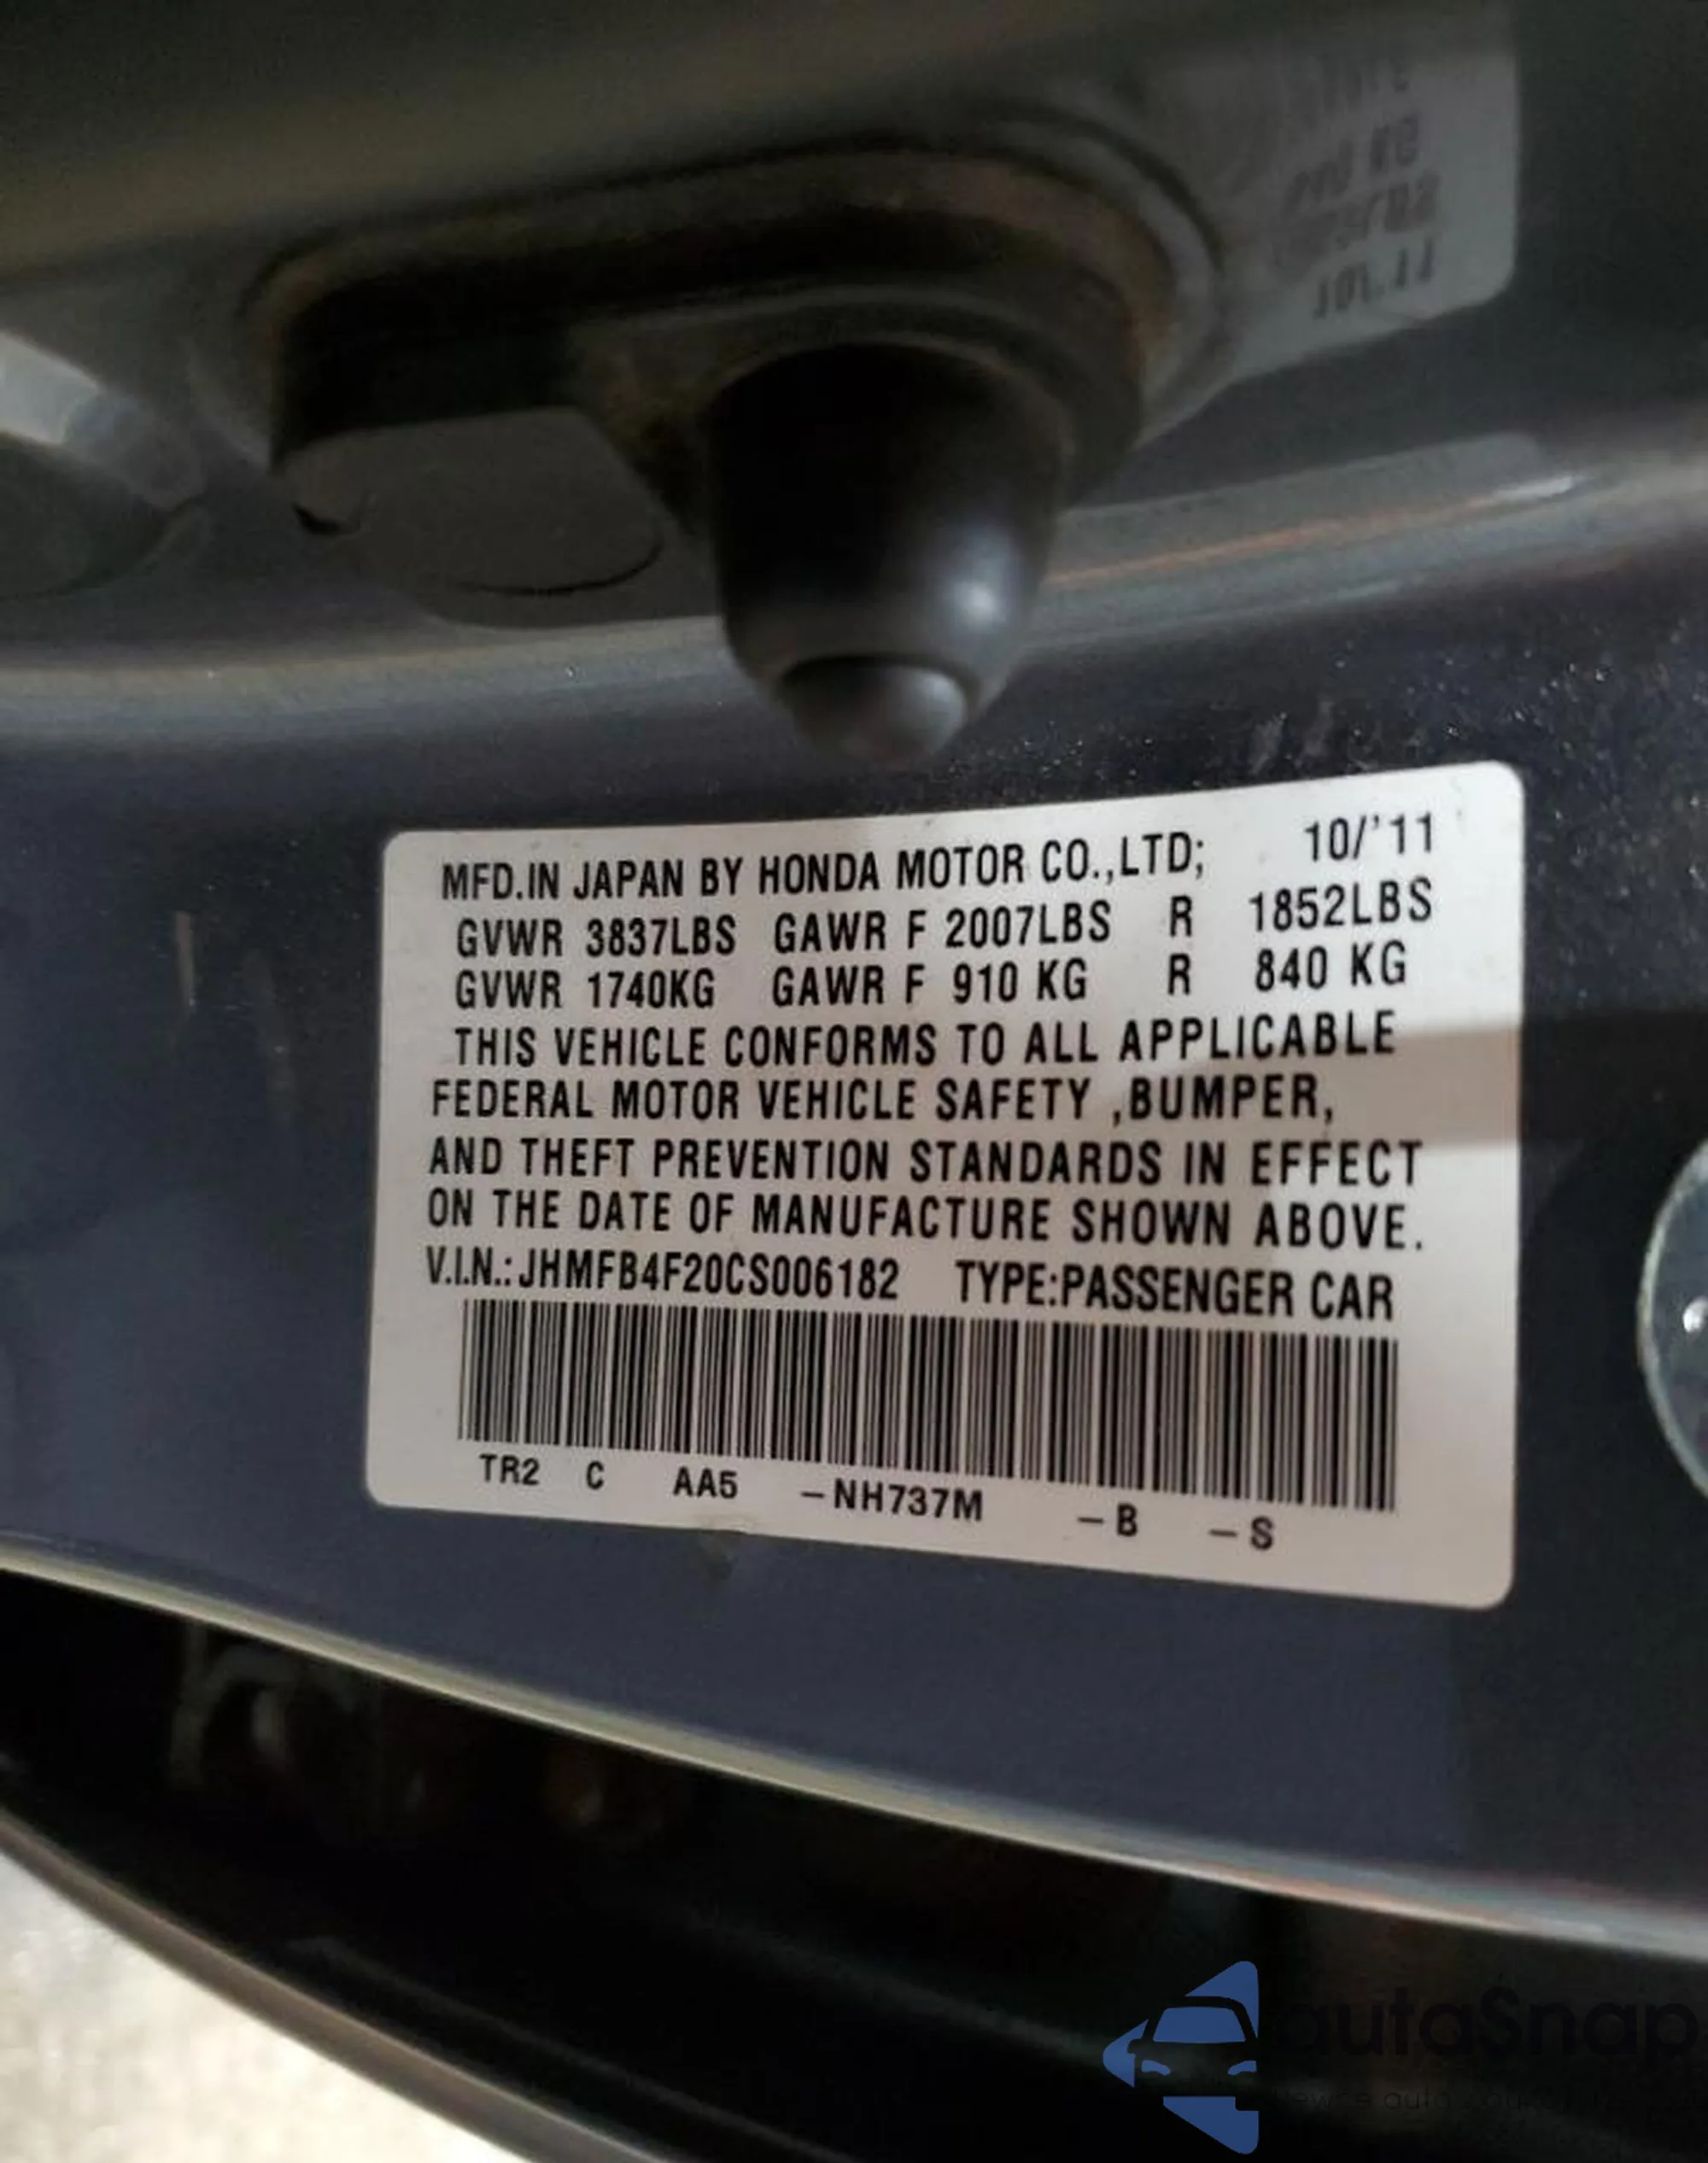 MFD.IN JAPAN BY HONDA MOTOR CO.,LTD; 10/'11
GVWR 3837LBS GAWR F 2007LBS R 1852LBS
GVWR 1740KG GAWR F 910 KG R 840 KG
THIS VEHICLE CONFORMS TO ALL APPLICABLE
FEDERAL MOTOR VEHICLE SAFETY ,BUMPER,
AND THEFT PREVENTION STANDARDS IN EFFECT
ON THE DATE OF MANUFACTURE SHOWN ABOVE.
V.I.N.: JHMFB4F20CS006182 TYPE:PASSENGER CAR
TR2 C AA5 –NH737M –B –S
autaSnap
auto